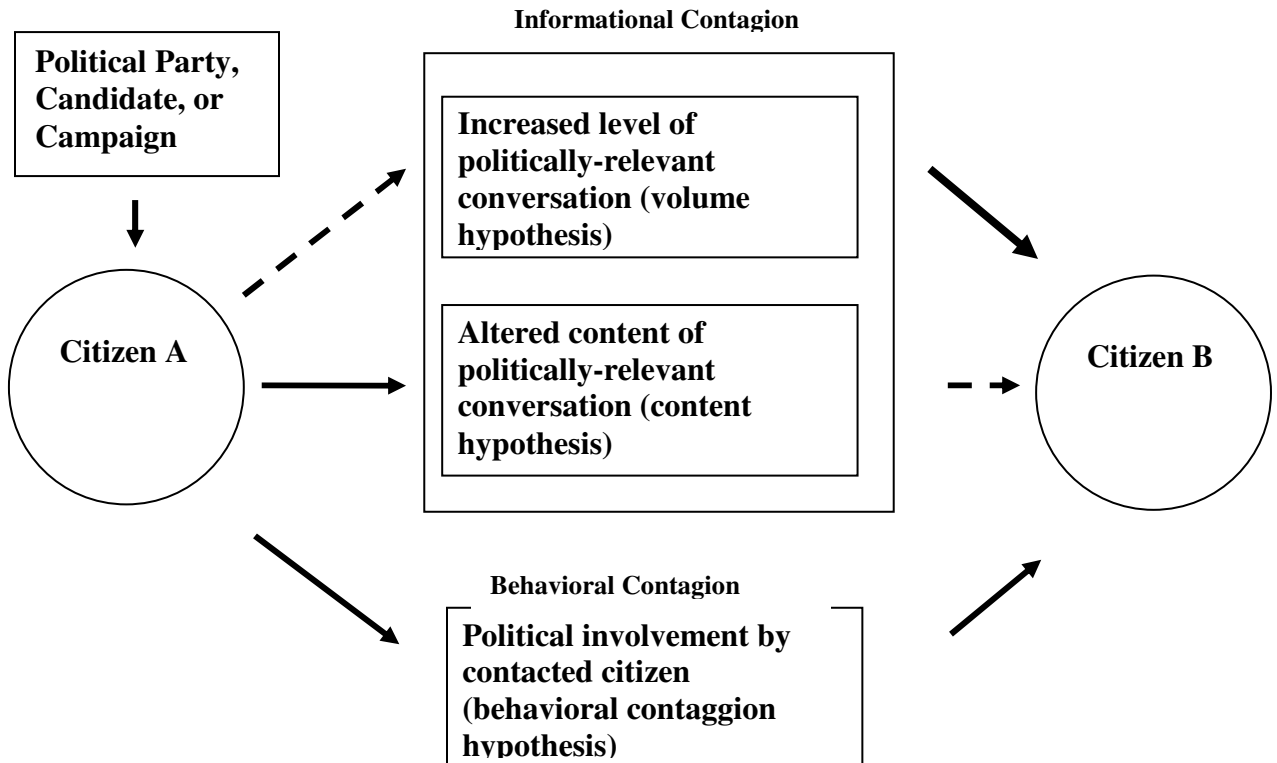 Informational Contagion
Political Party,
Candidate, or
Campaign
Increased level of
politically-relevant
conversation (volume
hypothesis)
Citizen A
Altered content of
politically-relevant
conversation (content
hypothesis)
Citizen B
Behavioral Contagion
Political involvement by
contacted citizen
(behavioral contaggion
hypothesis)